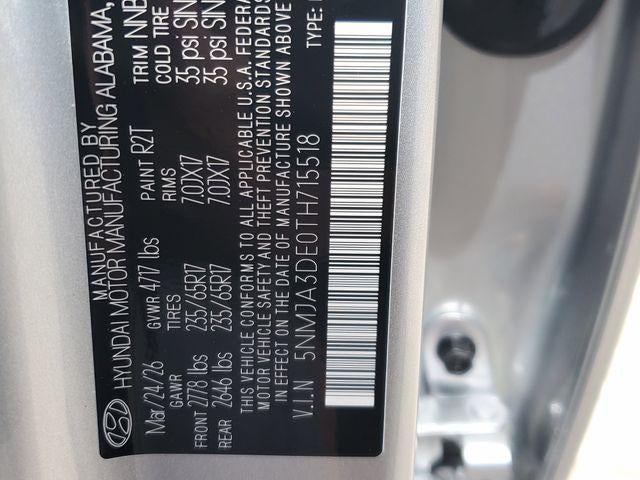 MANUFACTURED BY
HYUNDAI MOTOR MANUFACTURING ALABAMA,
Mar/24/26 GVWR 4717 lbs PAINT R2T TRIM NNB
GAWR TIRES RIMS COLD TIRE
FRONT 2778 lbs 235/65R17 7.0JX17 35 psi SIN
REAR 2646 lbs 235/65R17 7.0JX17 35 psi SIN
THIS VEHICLE CONFORMS TO ALL APPLICABLE U.S.A. FEDERA
MOTOR VEHICLE SAFETY AND THEFT PREVENTION STANDARDS
IN EFFECT ON THE DATE OF MANUFACTURE SHOWN ABOVE
V.I.N 5NMJA3DE0TH715518 TYPE: